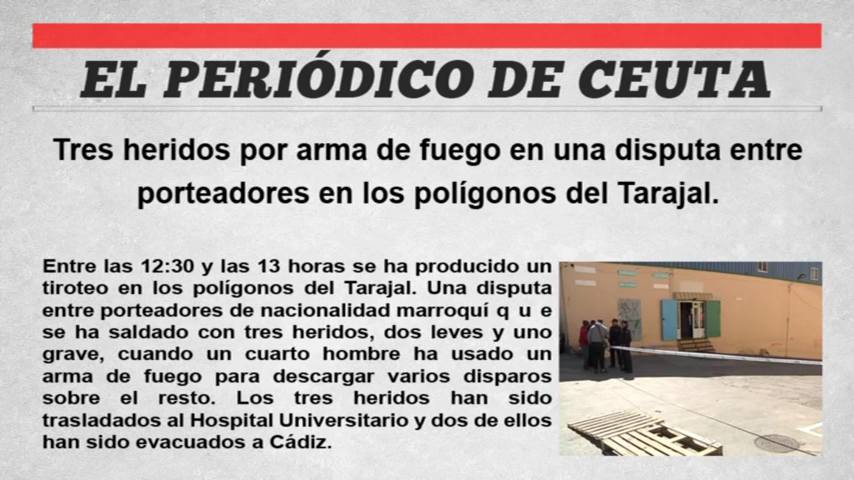 EL PERIÓDICO DE CEUTA
Tres heridos por arma de fuego en una disputa entre
porteadores en los polígonos del Tarajal.
Entre las 12:30 y las 13 horas se ha producido un
tiroteo en los polígonos del Tarajal. Una disputa
entre porteadores de nacionalidad marroquí q u e
se ha saldado con tres heridos, dos leves y uno
grave, cuando un cuarto hombre ha usado un
arma de fuego para descargar varios disparos
sobre el resto. Los tres heridos han sido
trasladados al Hospital Universitario y dos de ellos
han sido evacuados a Cádiz.